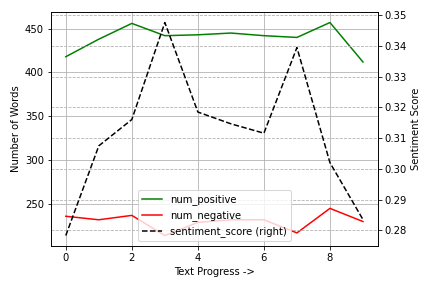 450
400
350
300
250
Number of Words
0.35
0.34
0.33
0.32
0.31
0.30
0.29
0.28
Sentiment Score
num_positive
num_negative
sentiment_score (right)
0 2 4 6 8
Text Progress ->